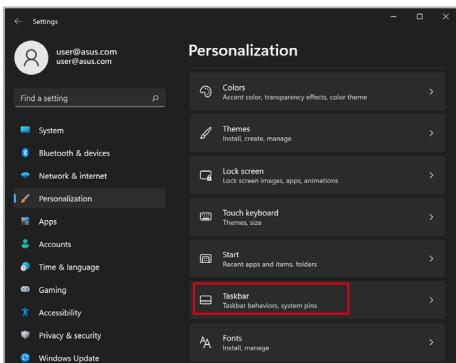 Settings
user@asus.com
user@asus.com
Find a setting
System
Bluetooth & devices
Network & internet
Personalization
Apps
Accounts
Time & language
Gaming
Accessibility
Privacy & security
Windows Update
Personalization
Colors
Accent color, transparency effects, color theme
Themes
Install, create, manage
Lock screen
Lock screen images, apps, animations
Touch keyboard
Themes, size
Start
Recent apps and items, folders
Taskbar
Taskbar behaviors, system pins
Fonts
Install, manage